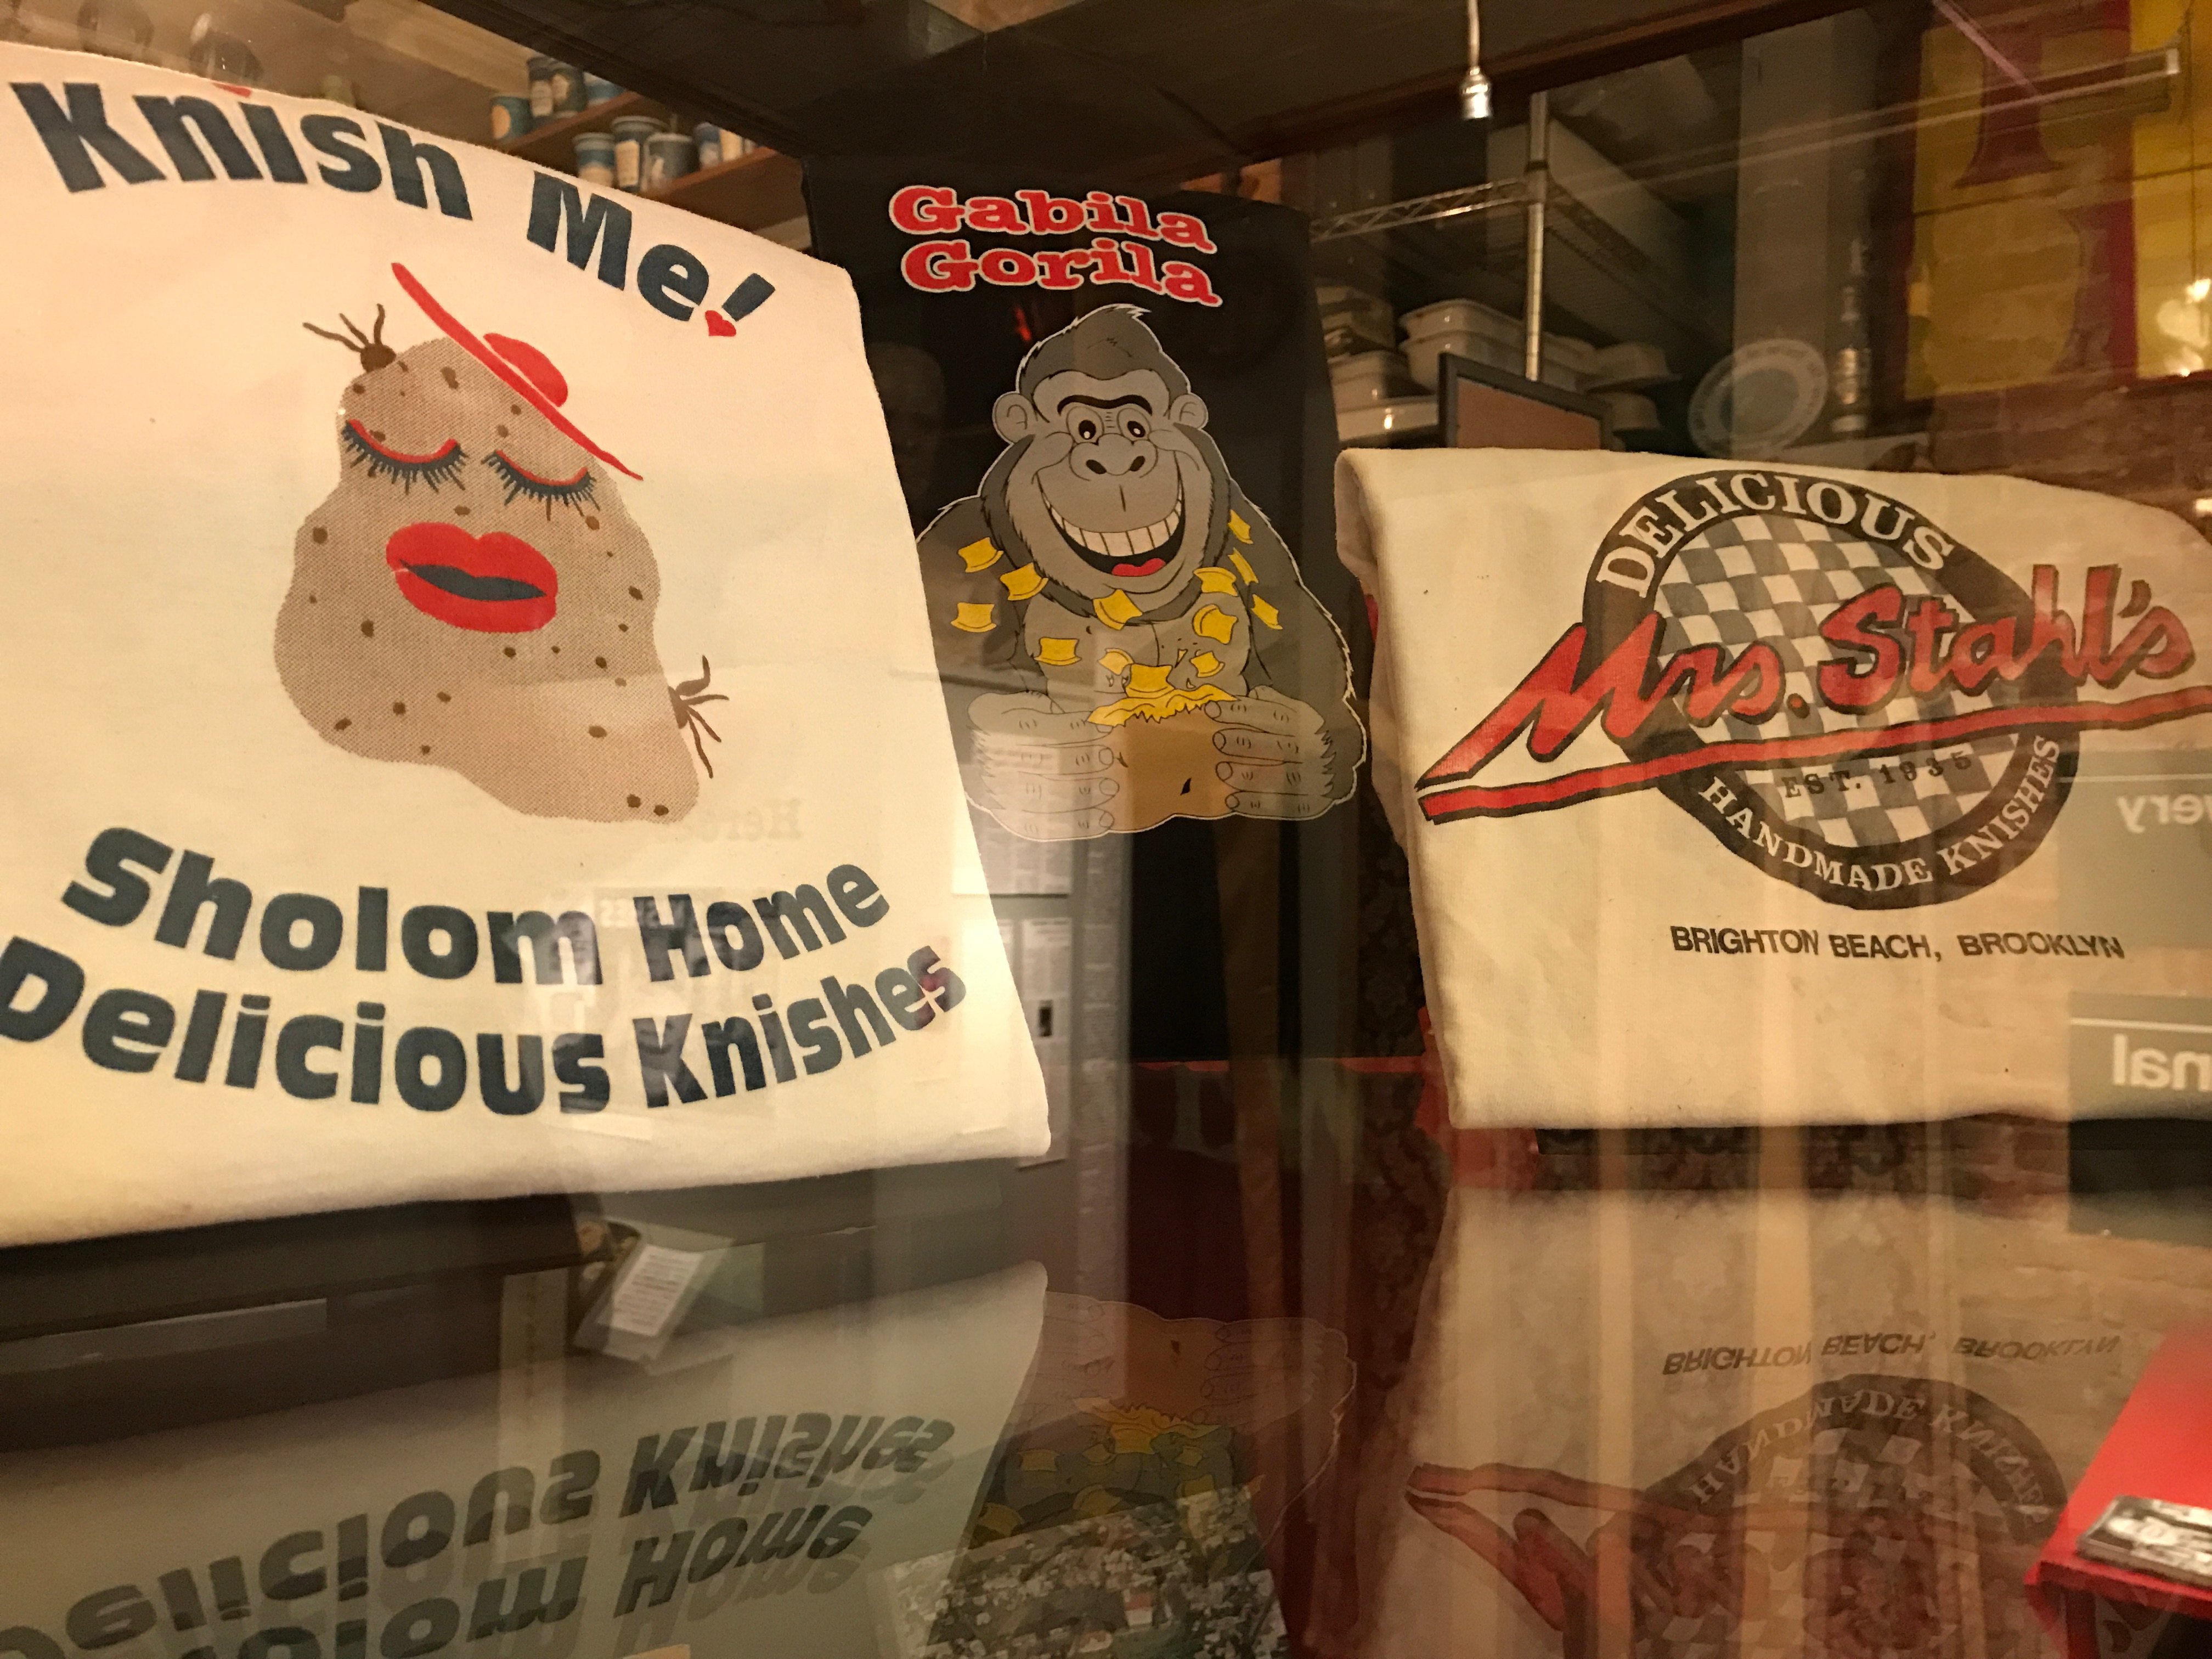 Knish Me!
Sholom Home
Delicious Knishes
Gabila
Gorila
DELICIOUS
Mrs. Stahl's
EST. 1935
HANDMADE KNISHES
BRIGHTON BEACH, BROOKLYN